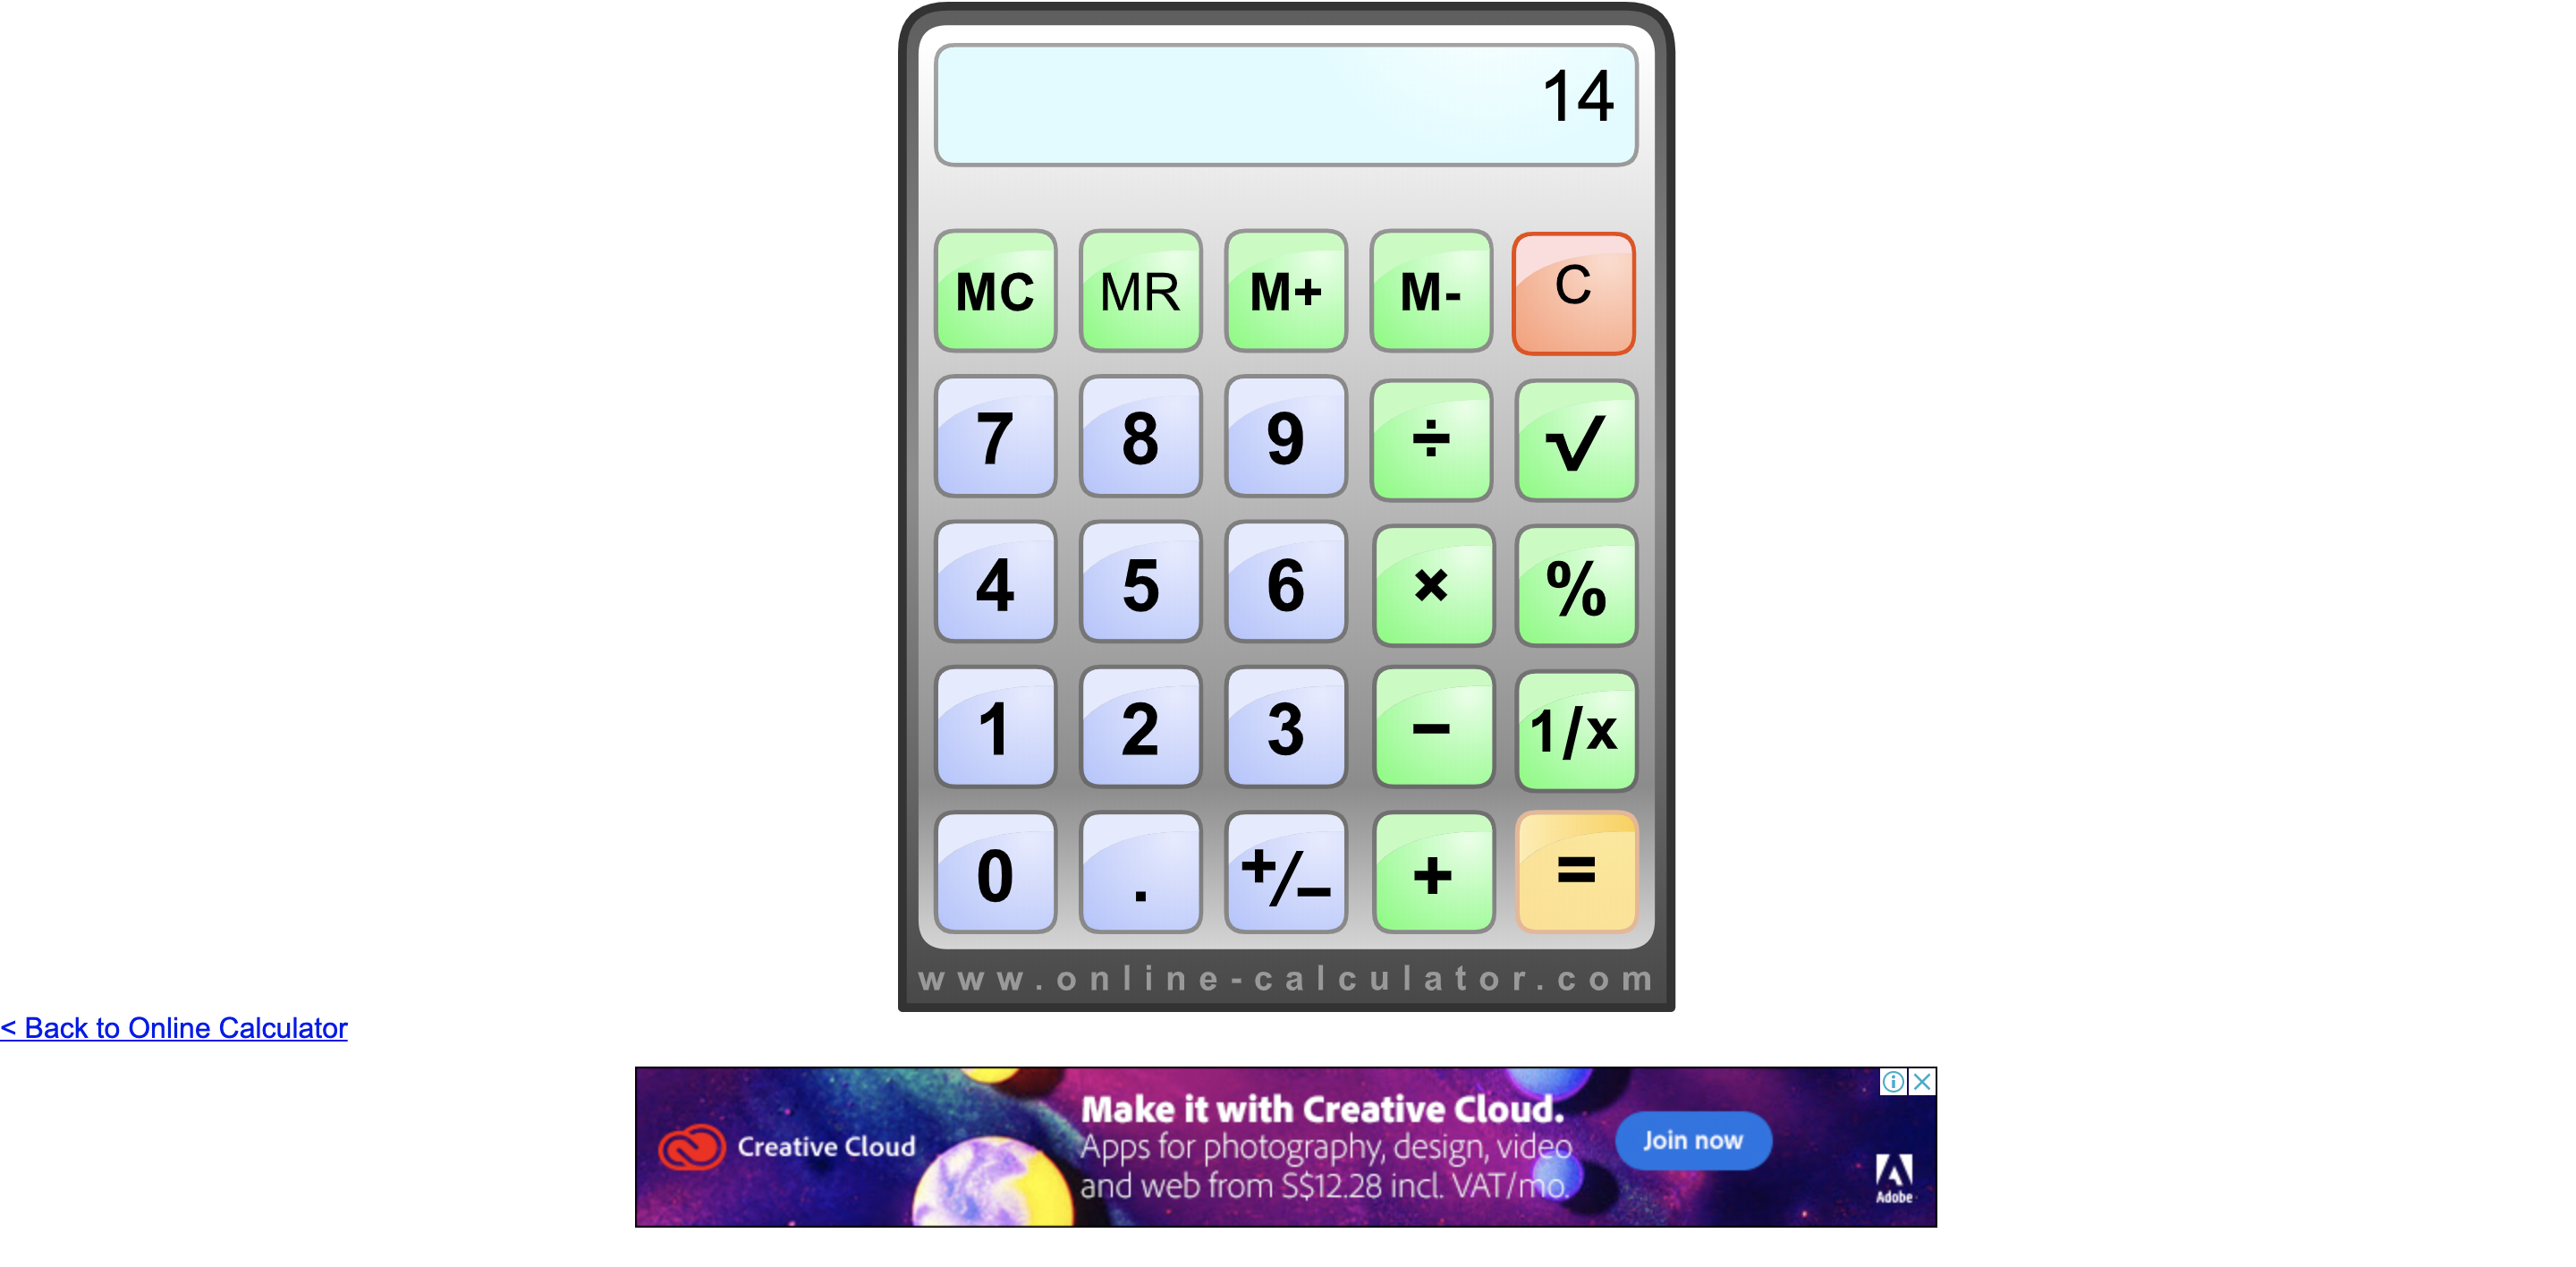 14
MC MR M+ M- C
7 8 9 ÷ √
4 5 6 × %
1 2 3 − 1/x
0 . +/− + =
www.online-calculator.com
< Back to Online Calculator
Make it with Creative Cloud.
Creative Cloud
Apps for photography, design, video
and web from S$12.28 incl. VAT/mo.
Join now
Adobe